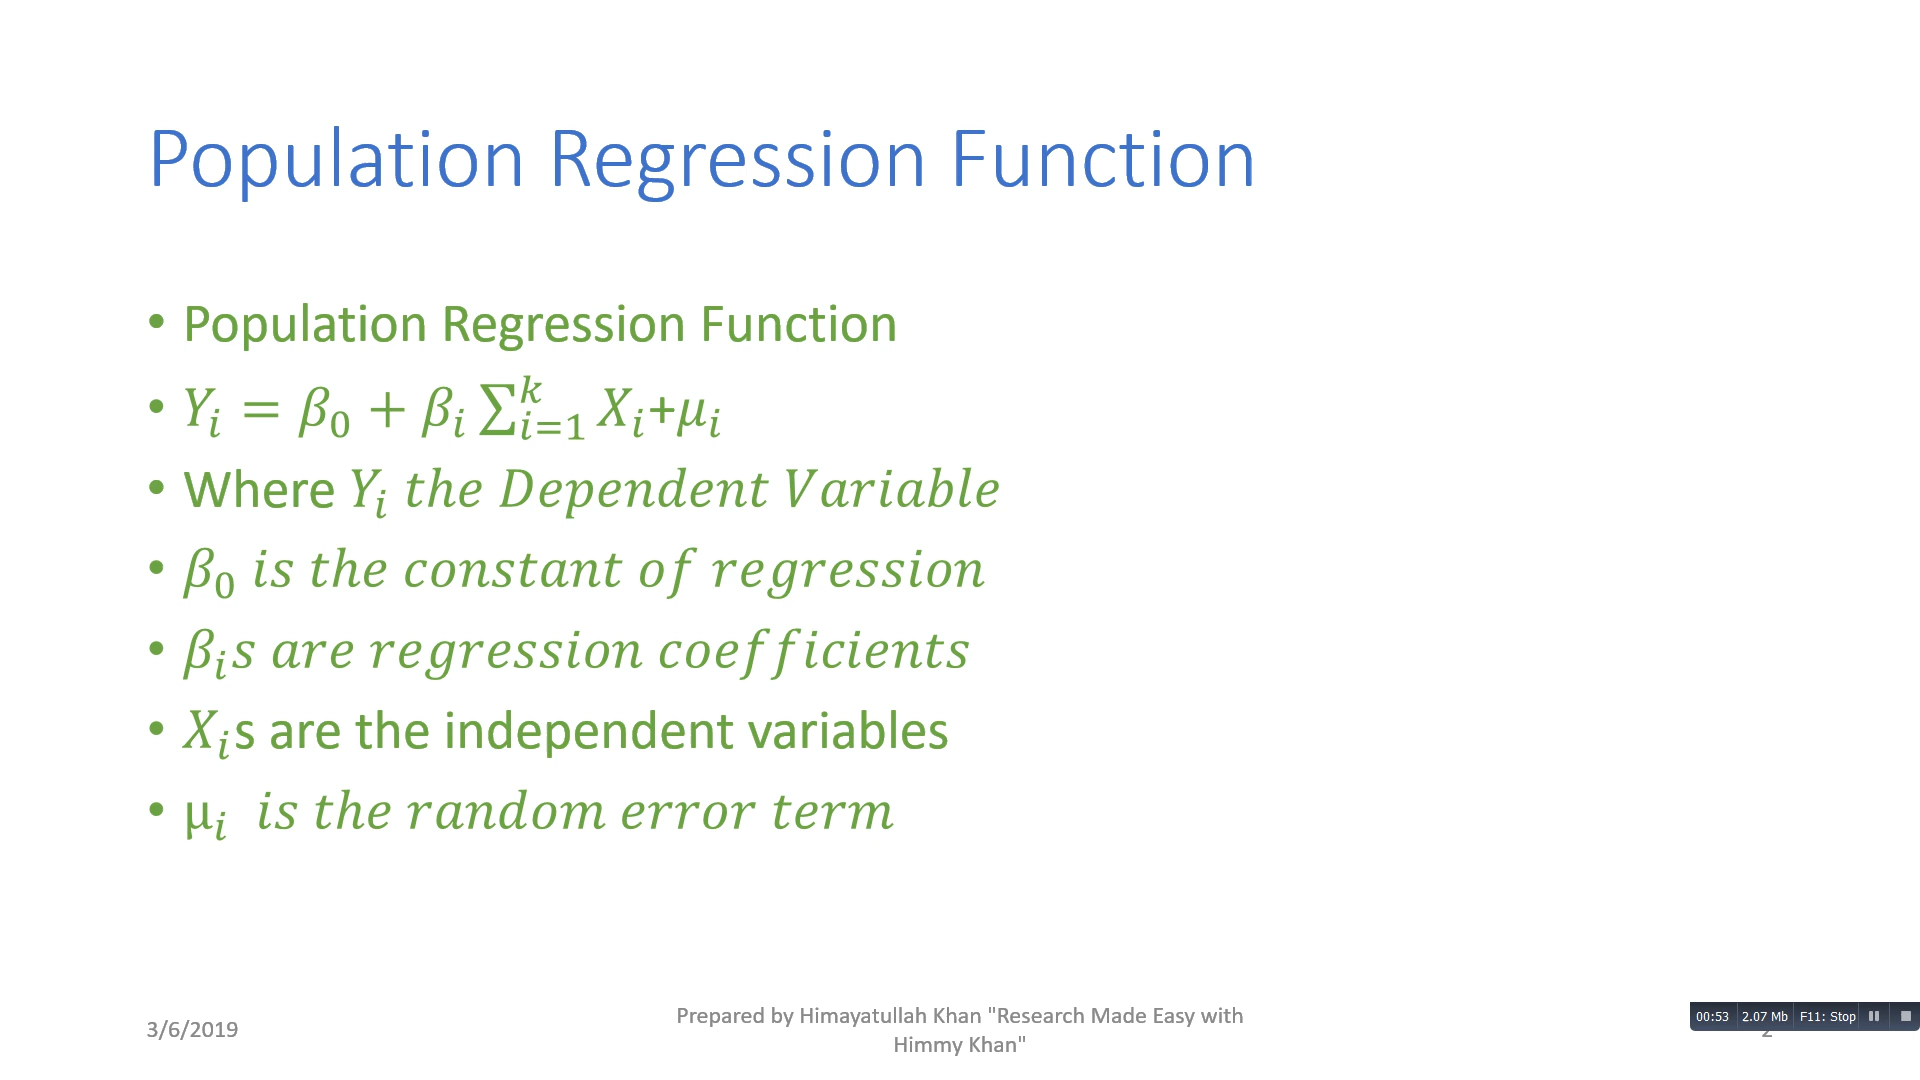 Population Regression Function
• Population Regression Function
• $Y_i = \beta_0 + \beta_i \sum_{i=1}^{k} X_i + \mu_i$
• Where $Y_i$ the Dependent Variable
• $\beta_0$ is the constant of regression
• $\beta_i$s are regression coefficients
• $X_i$s are the independent variables
• $\mu_i$ is the random error term
3/6/2019
Prepared by Himayatullah Khan "Research Made Easy with
Himmy Khan"
00:53 2.07 Mb F11: Stop
2